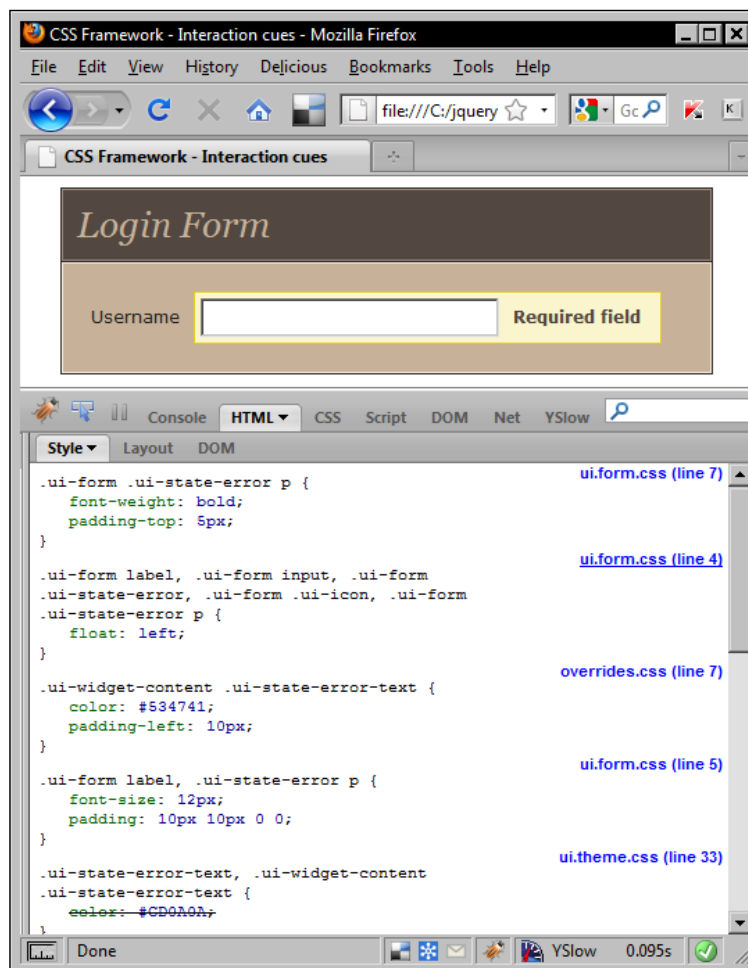 CSS Framework - Interaction cues - Mozilla Firefox
File Edit View History Delicious Bookmarks Tools Help
file:///C:/jquery Gc K
CSS Framework - Interaction cues
Login Form
Username Required field
Console HTML CSS Script DOM Net YSlow
Style Layout DOM
.ui-form .ui-state-error p { ui.form.css (line 7)
font-weight: bold;
padding-top: 5px;
}
.ui-form label, .ui-form input, .ui-form ui.form.css (line 4)
.ui-state-error, .ui-form .ui-icon, .ui-form
.ui-state-error p {
float: left;
}
.ui-widget-content .ui-state-error-text { overrides.css (line 7)
color: #534741;
padding-left: 10px;
}
.ui-form label, .ui-state-error p { ui.form.css (line 5)
font-size: 12px;
padding: 10px 10px 0 0;
}
.ui-state-error-text, .ui-widget-content ui.theme.css (line 33)
.ui-state-error-text {
color: #CD0A0A;
}
Done YSlow 0.095s